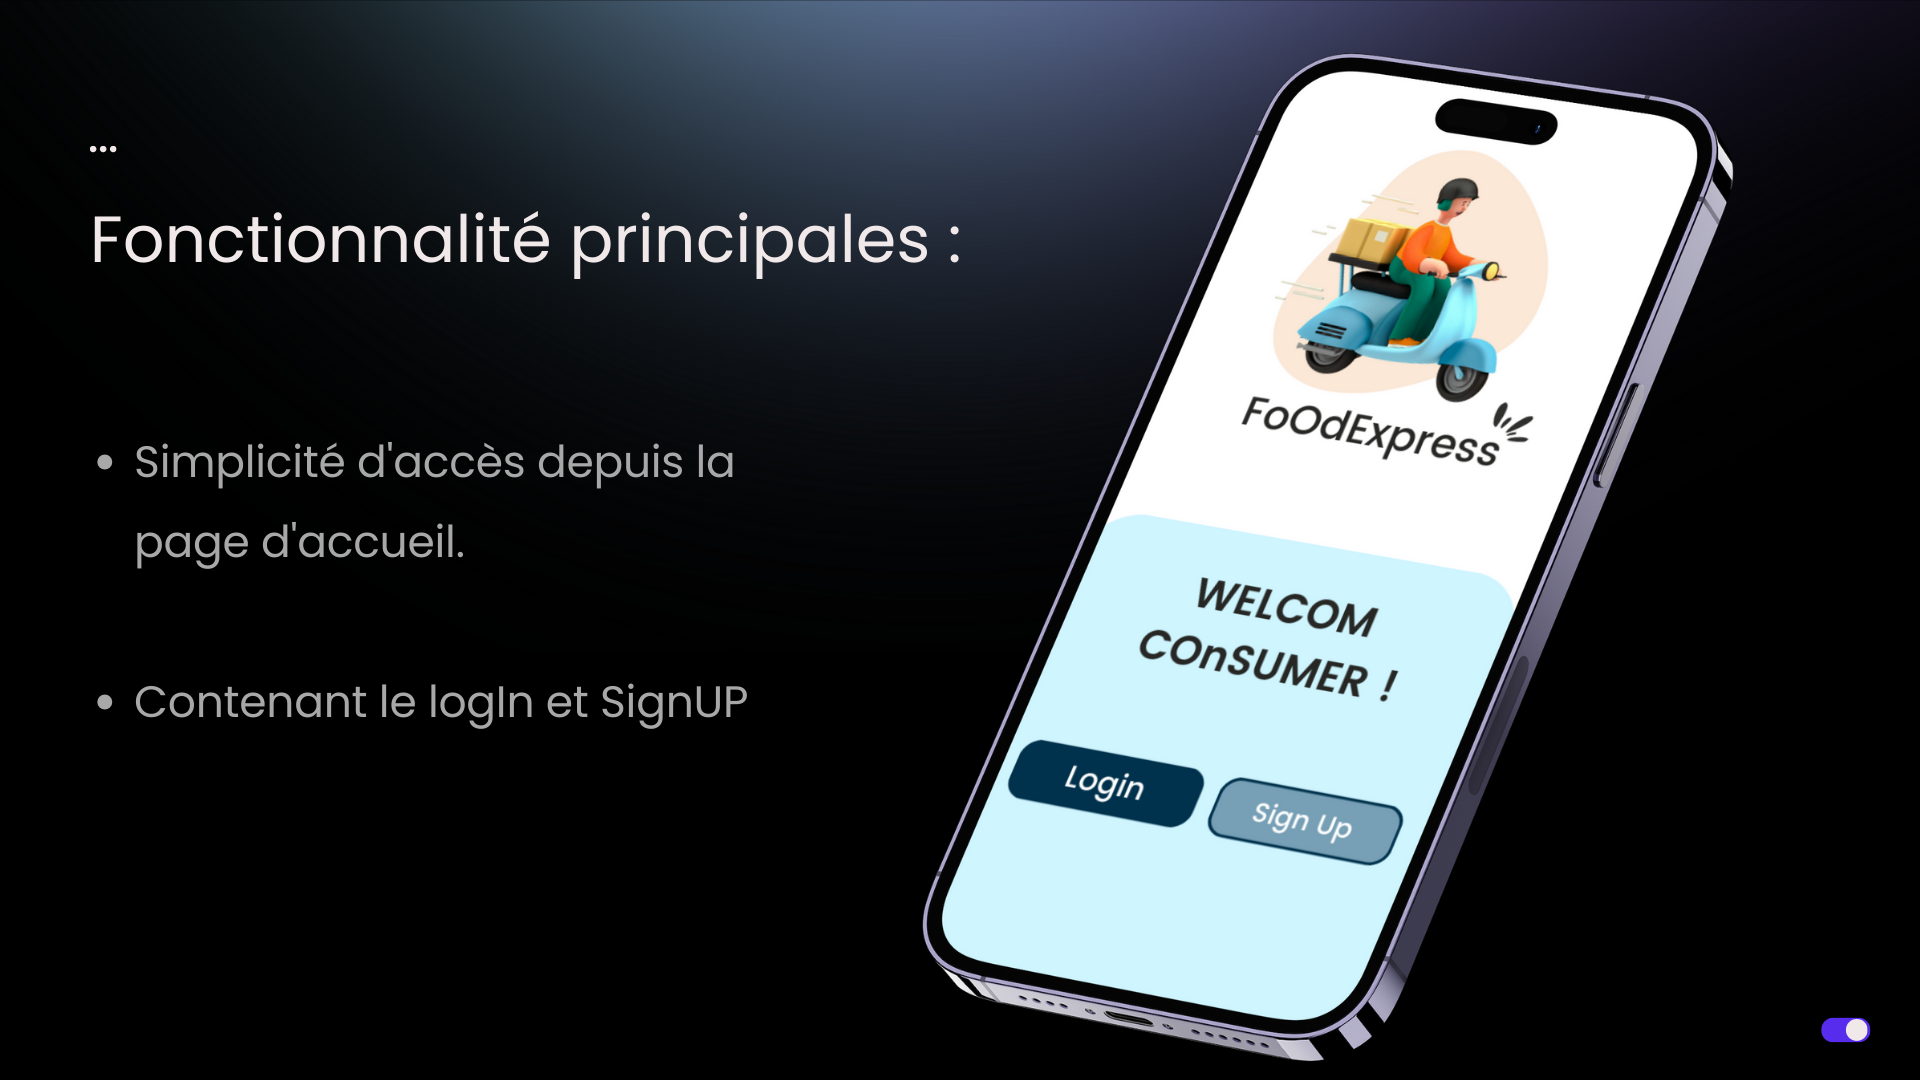 ...
Fonctionnalité principales :
• Simplicité d'accès depuis la
page d'accueil.
• Contenant le logIn et SignUP
FoOdExpress
WELCOM
COnSUMER !
Login
Sign Up